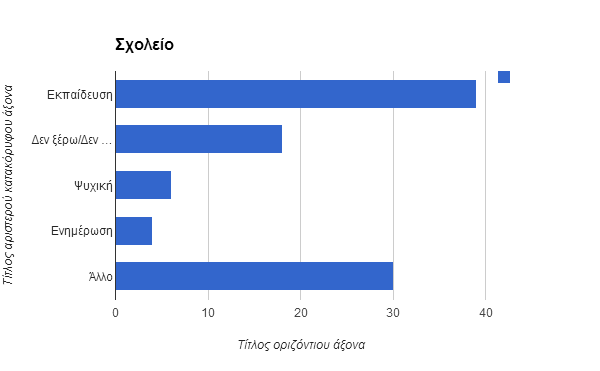 Σχολείο
Τίτλος αριστερού κατακόρυφου άξονα
Εκπαίδευση
Δεν ξέρω/Δεν ...
Ψυχική
Ενημέρωση
Άλλο
0 10 20 30 40
Τίτλος οριζόντιου άξονα